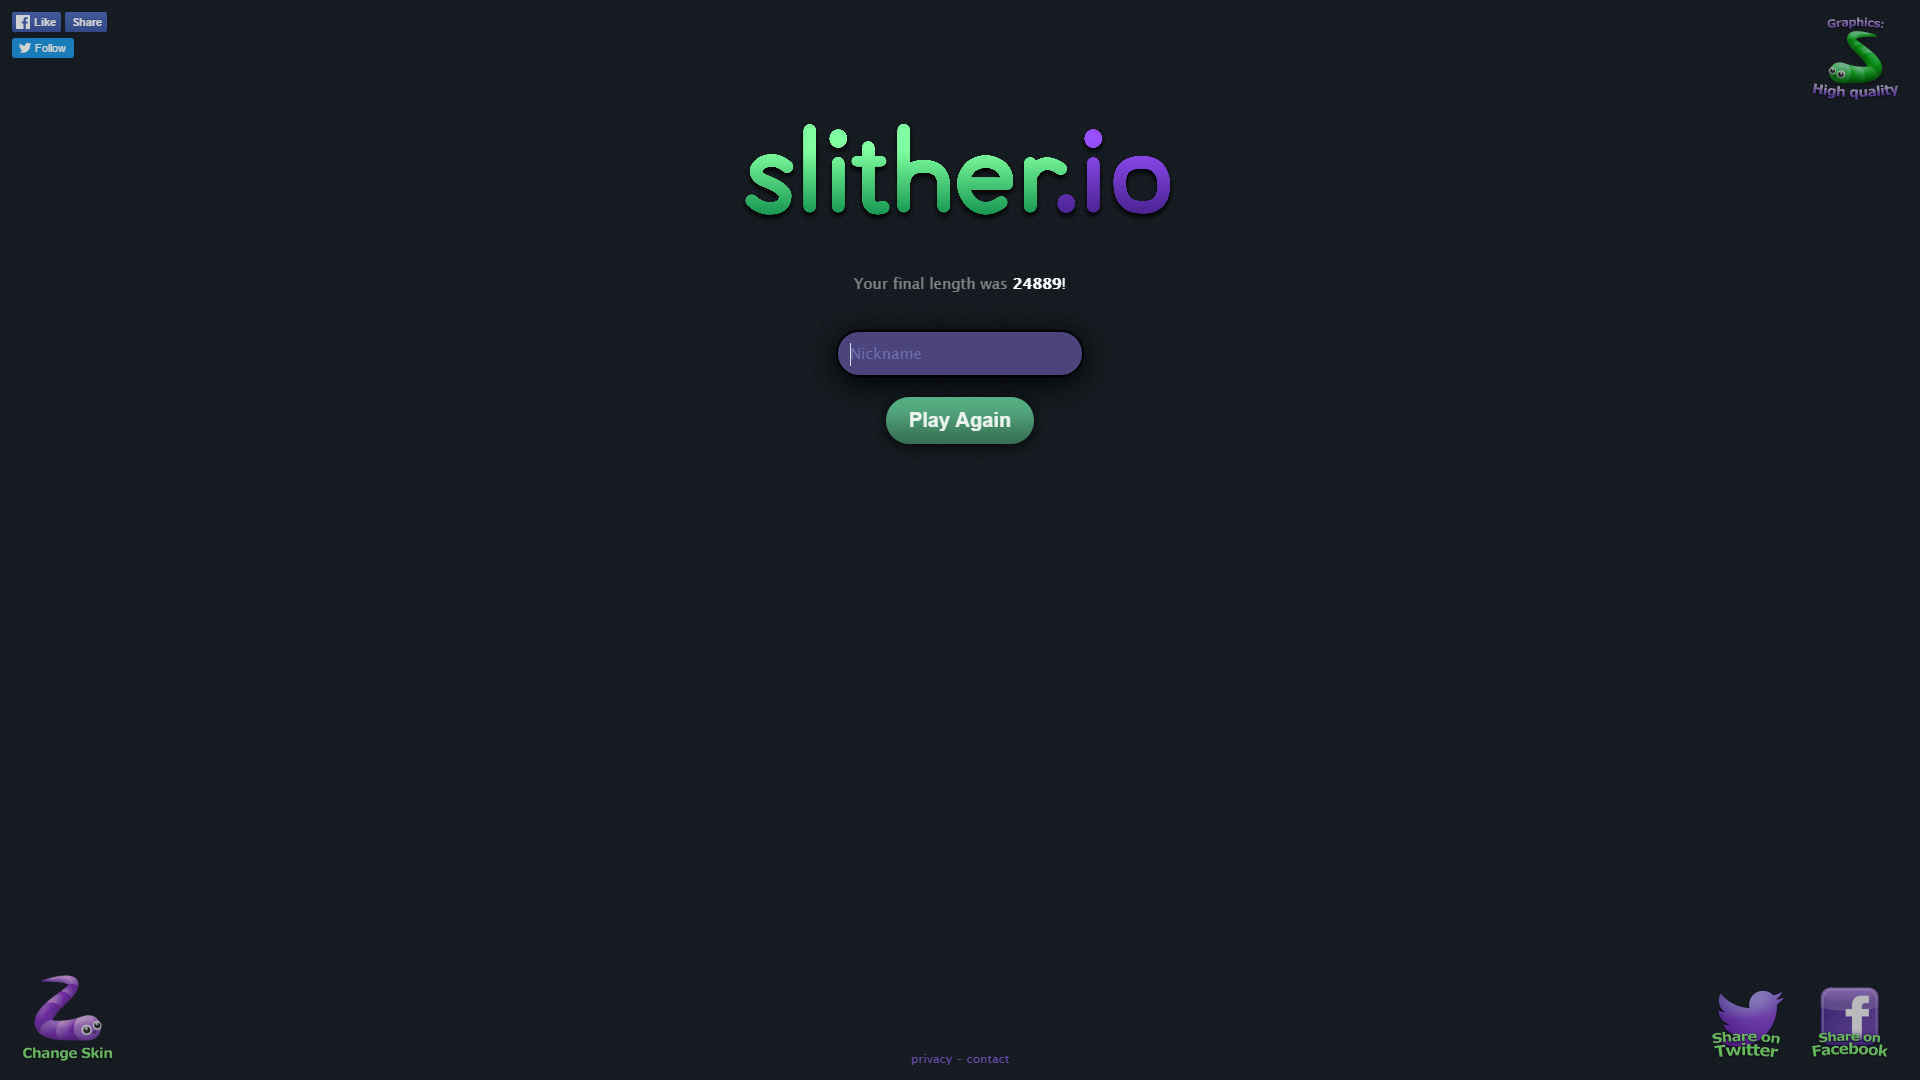 Like Share
Follow
Graphics:
High quality
slither.io
Your final length was 24889!
Nickname
Play Again
Change Skin
privacy - contact
Share on
Twitter
Share on
Facebook